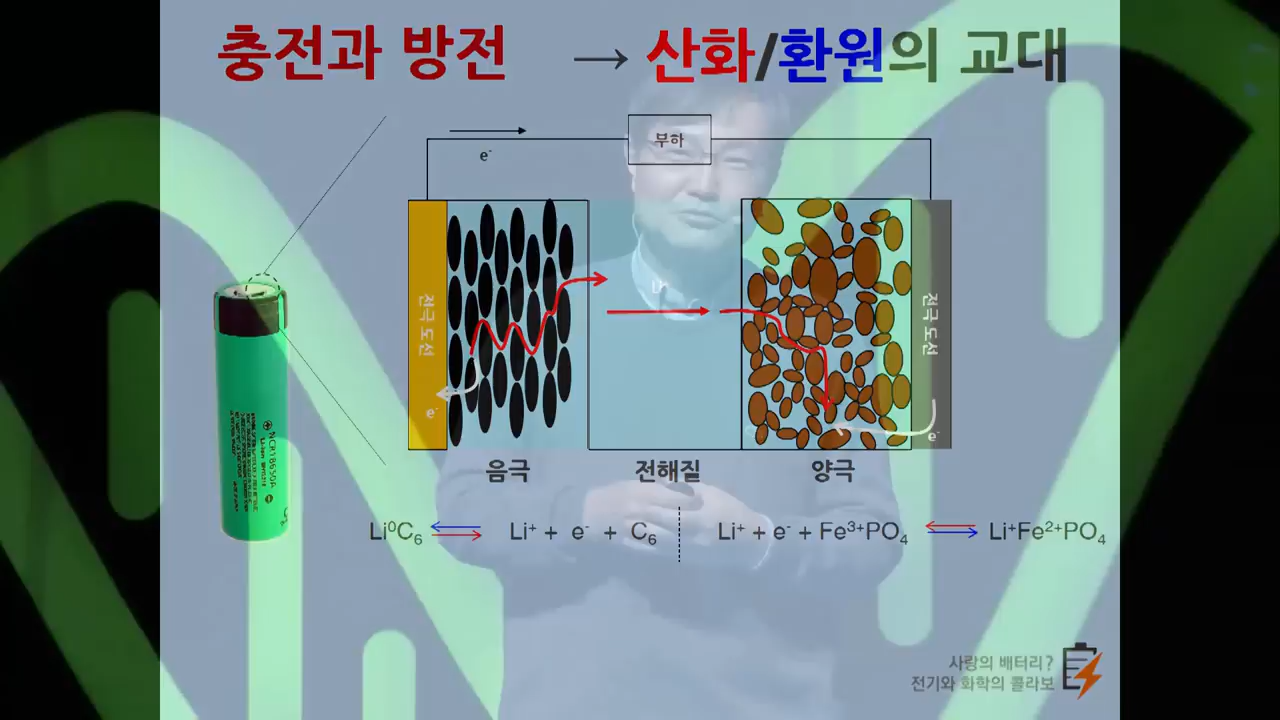 충전과 방전 → 산화/환원의 교대
부하
e⁻
전극 도선
전극 도선
Li⁺
e⁻
e⁻
NCR18650A
음극 전해질 양극
Li⁰C₆ Li⁺ + e⁻ + C₆ Li⁺ + e⁻ + Fe³⁺PO₄ Li⁺Fe²⁺PO₄
사랑의 배터리?
전기와 화학의 콜라보